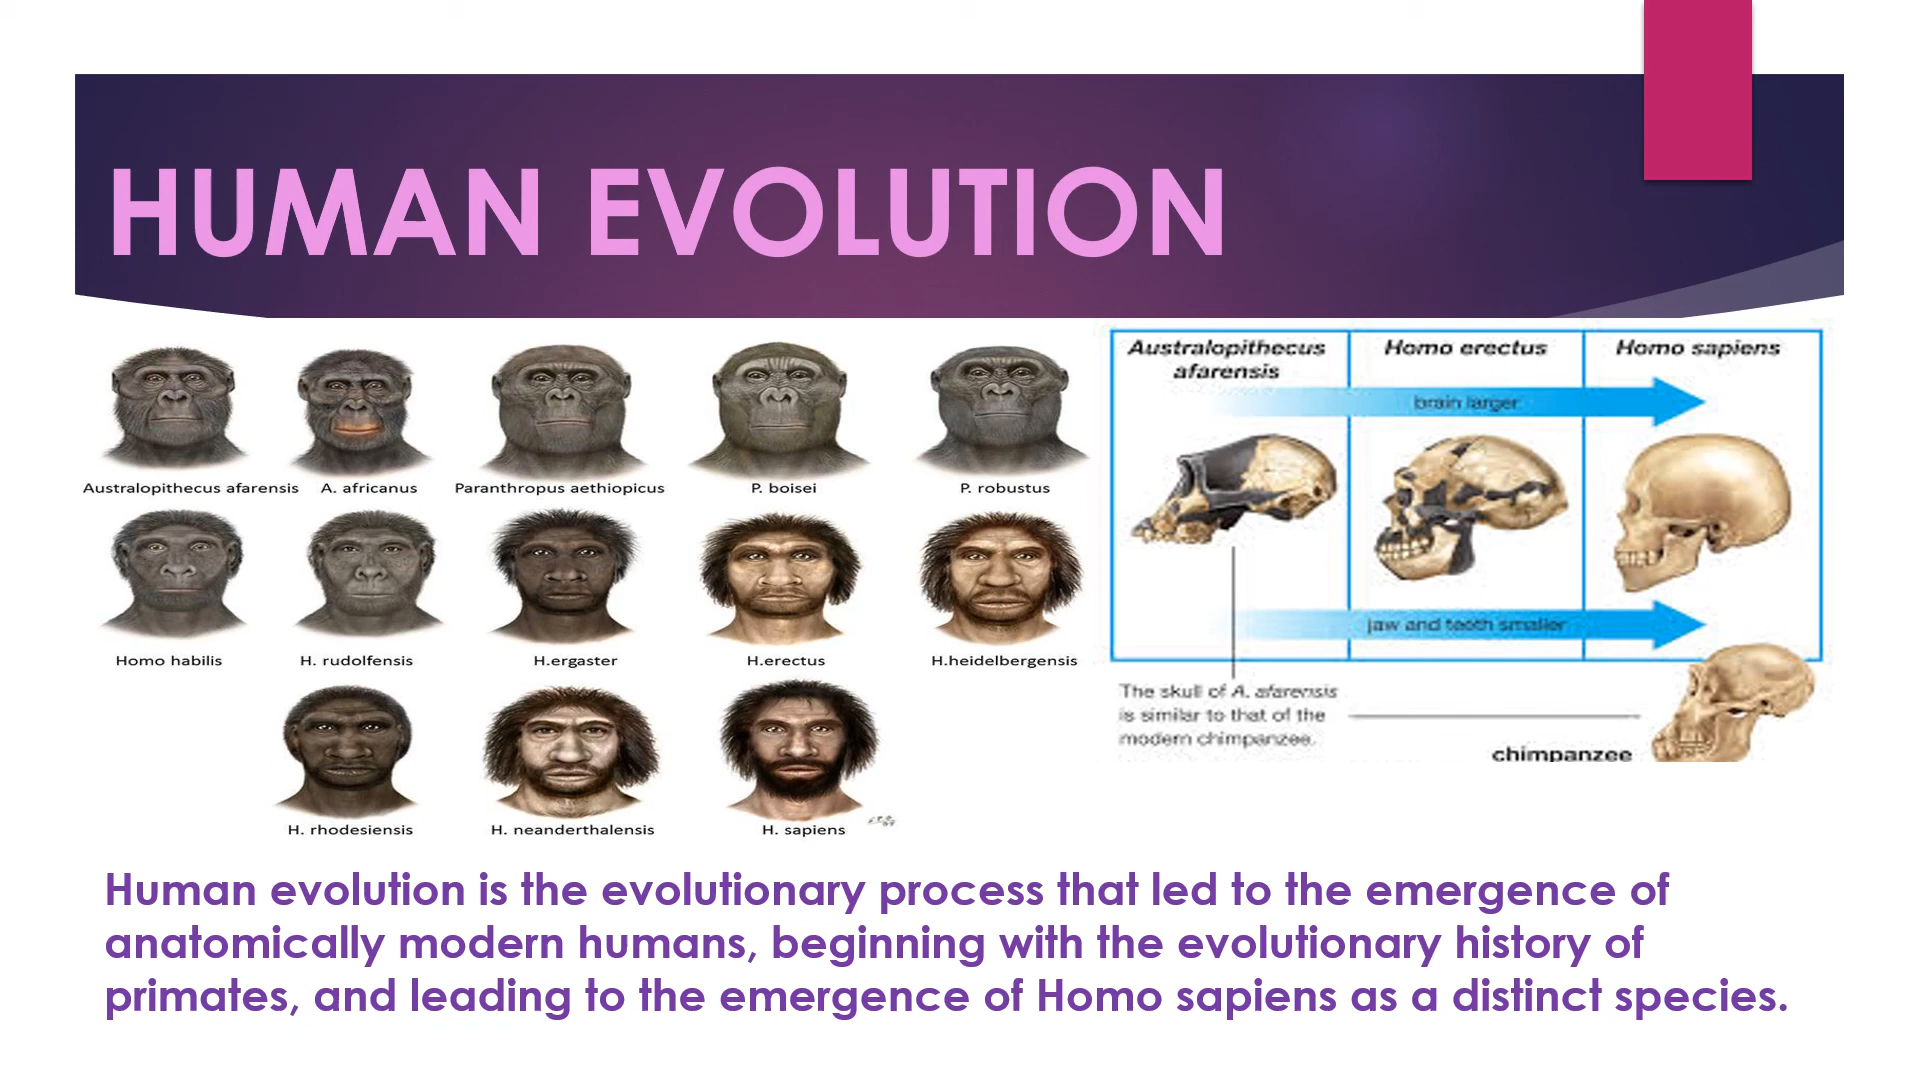 HUMAN EVOLUTION
Australopithecus afarensis A. africanus Paranthropus aethiopicus P. boisei P. robustus
Homo habilis H. rudolfensis H.ergaster H.erectus H.heidelbergensis
H. rhodesiensis H. neanderthalensis H. sapiens
Australopithecus afarensis
Homo erectus
Homo sapiens
brain larger
jaw and teeth smaller
The skull of A. afarensis
is similar to that of the
modern chimpanzee.
chimpanzee
Human evolution is the evolutionary process that led to the emergence of
anatomically modern humans, beginning with the evolutionary history of
primates, and leading to the emergence of Homo sapiens as a distinct species.